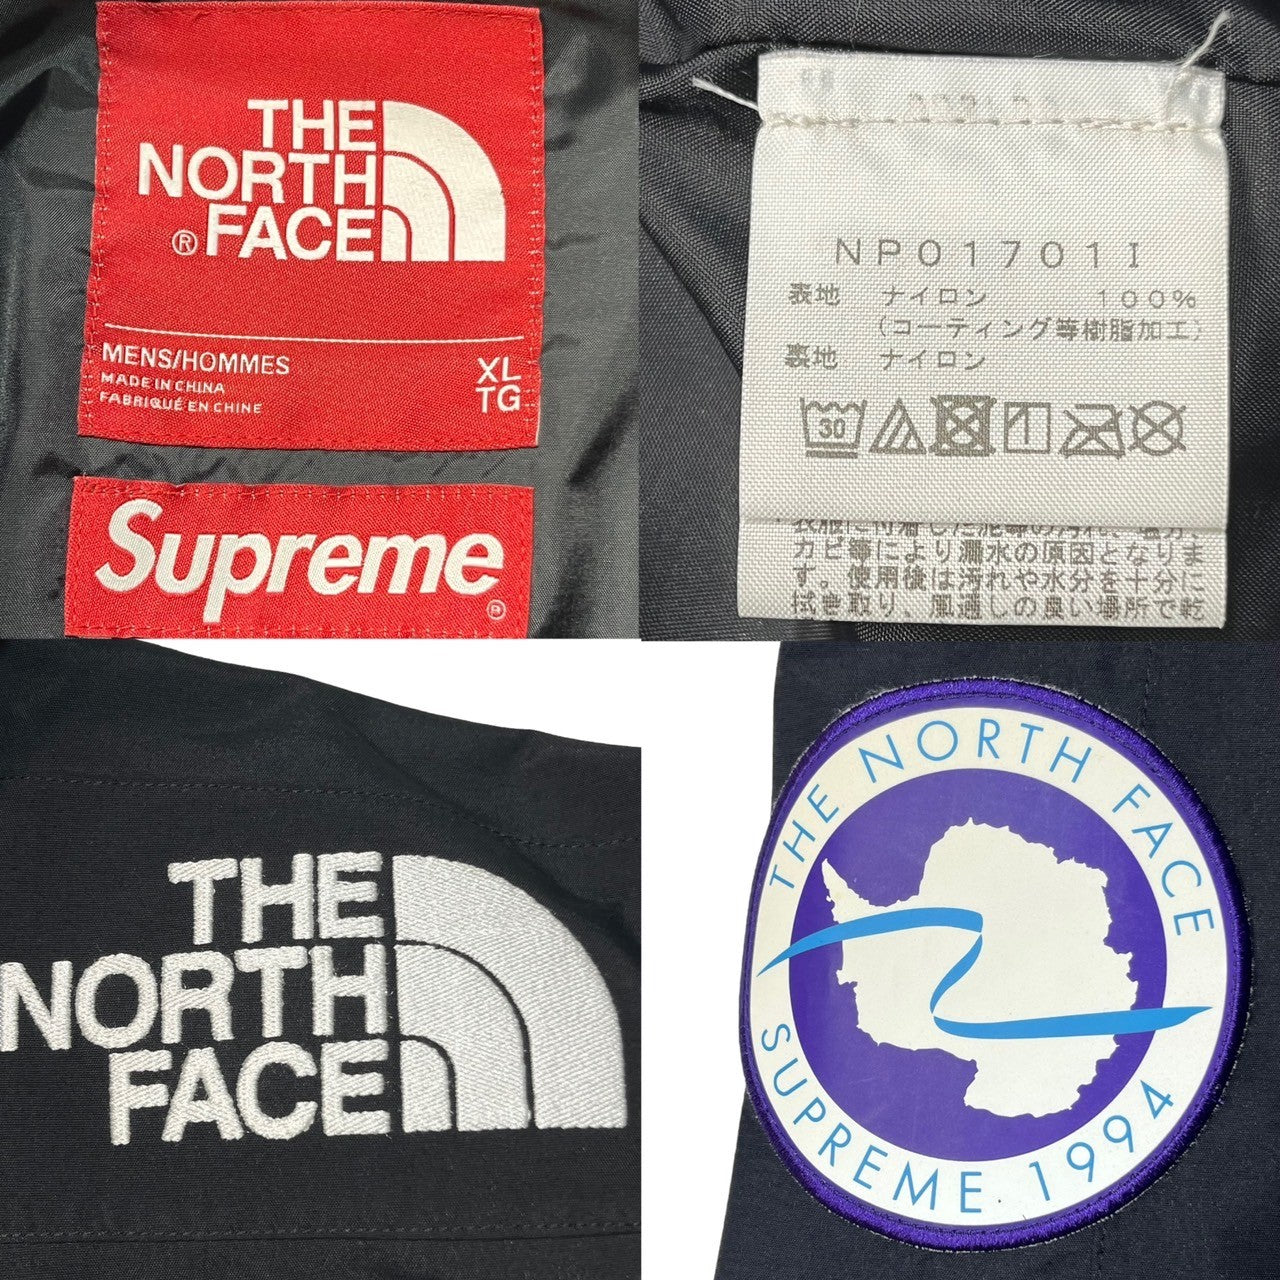 THE
NORTH
FACE
®
MENS/HOMMES
MADE IN CHINA
FABRIQUÉ EN CHINE
XL
TG
Supreme
®
NP01701I
表地 ナイロン 100%
(コーティング等樹脂加工)
裏地 ナイロン
30
カビ等により漏水の原因となりま
す。使用後は汚れや水分を十分に
拭き取り、風通しの良い場所で乾
THE
NORTH
FACE
THE NORTH FACE
SUPREME 1994